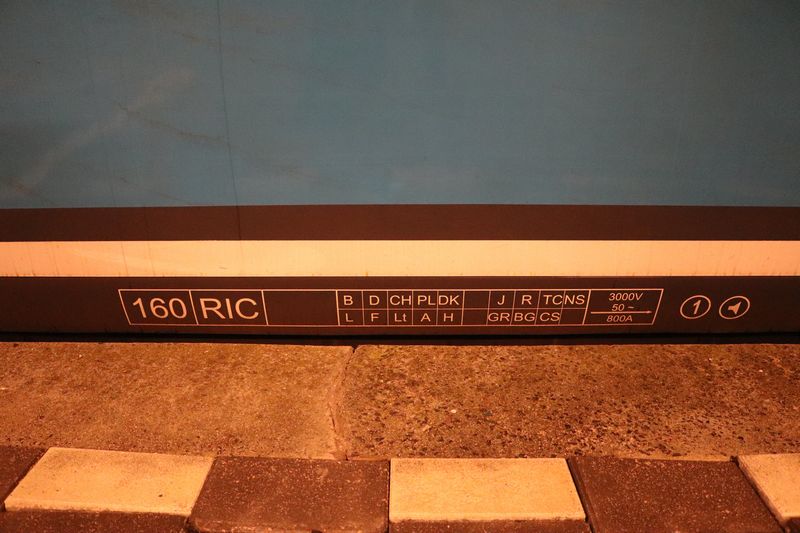 160 RIC B D CH PL DK J R TC NS 3000V
50 ~
L F Lt A H GR BG CS 800A
1